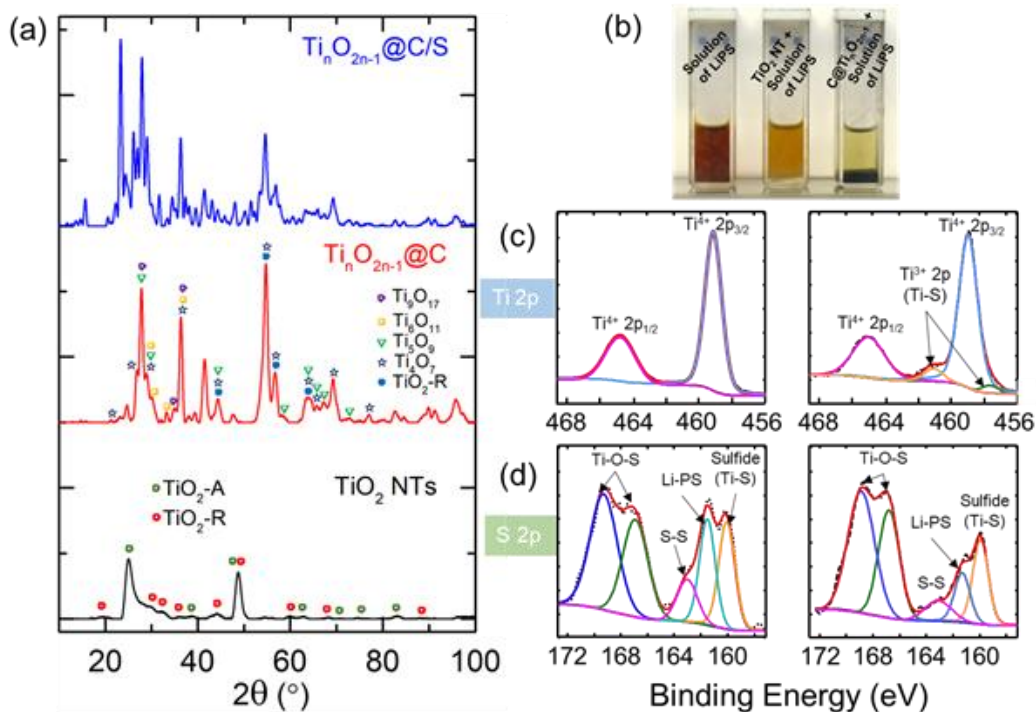 (a)
TiₙO₂ₙ₋₁@C/S
TiₙO₂ₙ₋₁@C
Ti₉O₁₇
Ti₆O₁₁
Ti₅O₉
Ti₄O₇
TiO₂-R
TiO₂ NTs
TiO₂-A
TiO₂-R
20 40 60 80 100
2θ (°)
(b)
Solution
of LiPS
TiO₂ NT +
Solution
of LiPS
C@TiₙO₂ₙ₋₁ +
Solution
of LiPS
(c)
Ti 2p
Ti⁴⁺ 2p₃/₂
Ti⁴⁺ 2p₁/₂
468 464 460 456
Ti⁴⁺ 2p₃/₂
Ti³⁺ 2p
(Ti-S)
Ti⁴⁺ 2p₁/₂
468 464 460 456
(d)
S 2p
Ti-O-S
Sulfide
(Ti-S)
Li-PS
S-S
172 168 164 160
Ti-O-S
Sulfide
(Ti-S)
Li-PS
S-S
172 168 164 160
Binding Energy (eV)